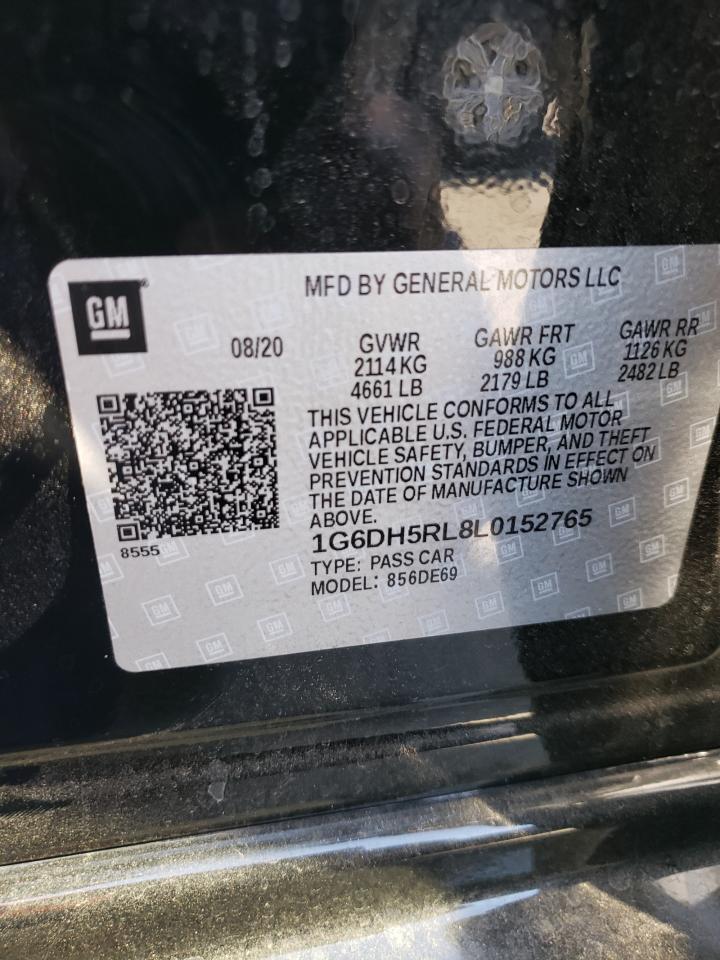 GM
MFD BY GENERAL MOTORS LLC
08/20
GVWR
2114 KG
4661 LB
GAWR FRT
988 KG
2179 LB
GAWR RR
1126 KG
2482 LB
THIS VEHICLE CONFORMS TO ALL
APPLICABLE U.S. FEDERAL MOTOR
VEHICLE SAFETY, BUMPER, AND THEFT
PREVENTION STANDARDS IN EFFECT ON
THE DATE OF MANUFACTURE SHOWN
ABOVE.
8555
1G6DH5RL8L0152765
TYPE: PASS CAR
MODEL: 856DE69